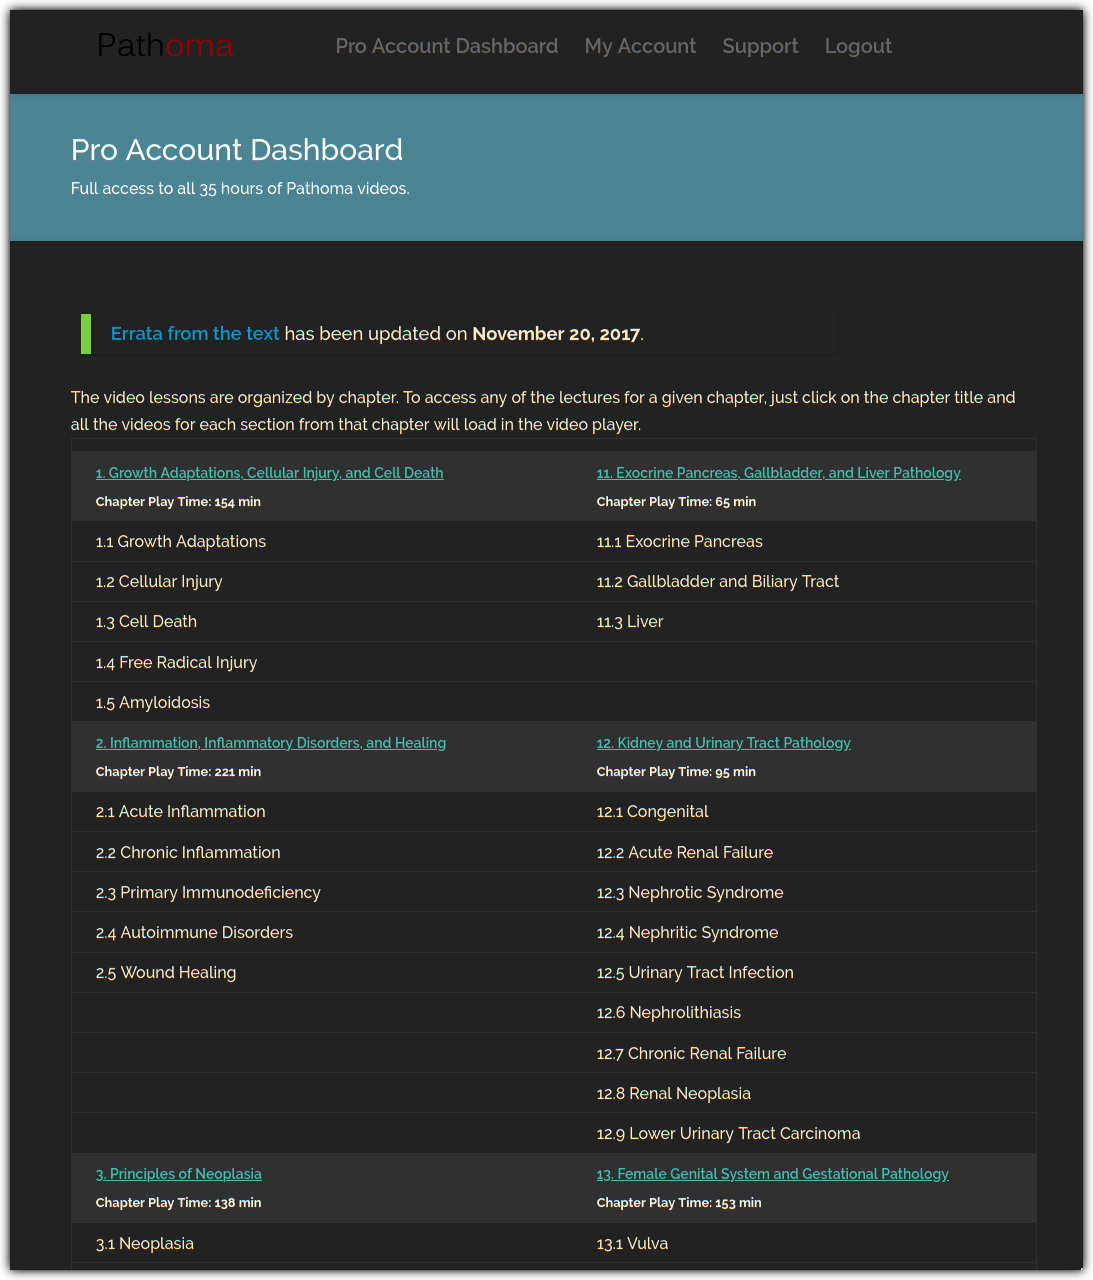 Pathoma
Pro Account Dashboard My Account Support Logout
Pro Account Dashboard
Full access to all 35 hours of Pathoma videos.
Errata from the text has been updated on November 20, 2017.
The video lessons are organized by chapter. To access any of the lectures for a given chapter, just click on the chapter title and
all the videos for each section from that chapter will load in the video player.
1. Growth Adaptations, Cellular Injury, and Cell Death
Chapter Play Time: 154 min
11. Exocrine Pancreas, Gallbladder, and Liver Pathology
Chapter Play Time: 65 min
1.1 Growth Adaptations
11.1 Exocrine Pancreas
1.2 Cellular Injury
11.2 Gallbladder and Biliary Tract
1.3 Cell Death
11.3 Liver
1.4 Free Radical Injury
1.5 Amyloidosis
2. Inflammation, Inflammatory Disorders, and Healing
Chapter Play Time: 221 min
12. Kidney and Urinary Tract Pathology
Chapter Play Time: 95 min
2.1 Acute Inflammation
12.1 Congenital
2.2 Chronic Inflammation
12.2 Acute Renal Failure
2.3 Primary Immunodeficiency
12.3 Nephrotic Syndrome
2.4 Autoimmune Disorders
12.4 Nephritic Syndrome
2.5 Wound Healing
12.5 Urinary Tract Infection
12.6 Nephrolithiasis
12.7 Chronic Renal Failure
12.8 Renal Neoplasia
12.9 Lower Urinary Tract Carcinoma
3. Principles of Neoplasia
Chapter Play Time: 138 min
13. Female Genital System and Gestational Pathology
Chapter Play Time: 153 min
3.1 Neoplasia
13.1 Vulva